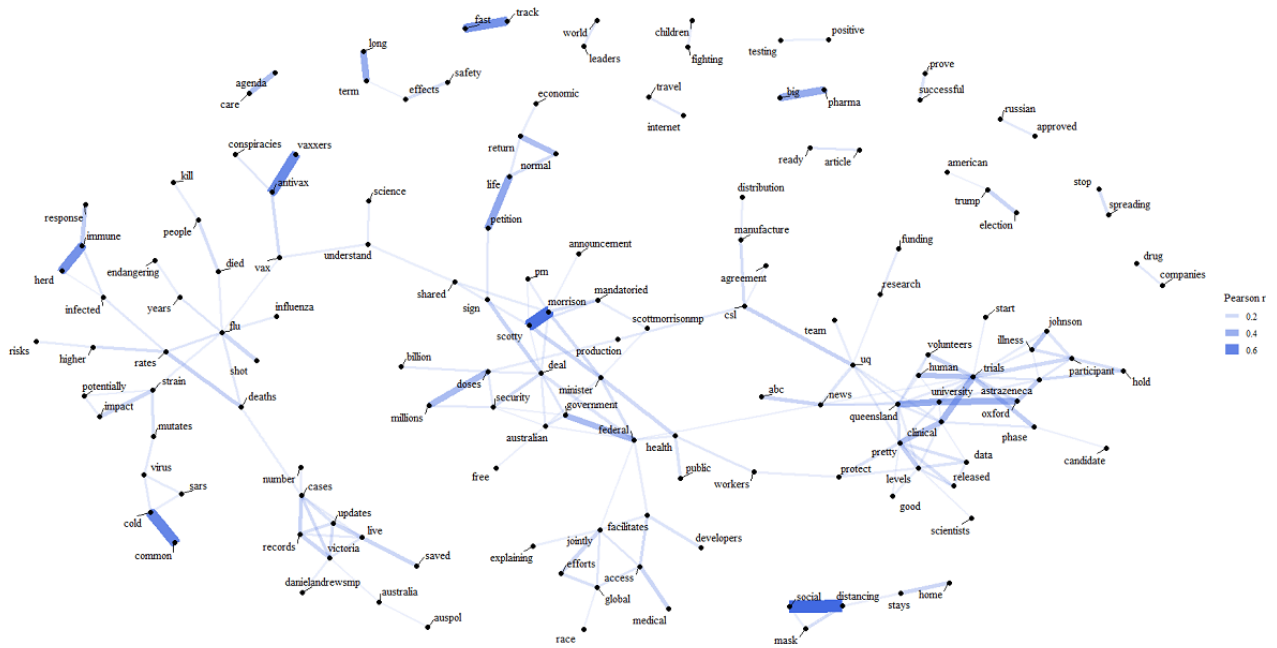 fast
track
world
leaders
children
fighting
testing
positive
long
term
effects
safety
agenda
care
economic
travel
internet
big
pharma
prove
successful
russian
approved
conspiracies
vaxxers
antivax
return
normal
life
petition
ready
article
american
trump
election
stop
spreading
kill
people
science
understand
distribution
manufacture
agreement
response
immune
herd
infected
endangering
years
died
vax
announcement
pm
shared
sign
morrison
mandatoried
scotty
scottmorrisonmp
production
csl
funding
research
team
uq
drug
companies
Pearson r
0.2
0.4
0.6
flu
influenza
shot
risks
higher
rates
strain
potentially
impact
mutates
deaths
billion
doses
millions
deal
security
minister
government
australian
federal
health
free
public
workers
abc
news
start
volunteers
human
trials
illness
johnson
participant
hold
university
astrazeneca
oxford
queensland
clinical
phase
candidate
pretty
protect
levels
data
released
good
scientists
virus
sars
cold
common
number
cases
updates
live
records
victoria
saved
danielandrewsmp
australia
auspol
explaining
facilitates
jointly
efforts
developers
access
global
medical
race
social
distancing
mask
stays
home